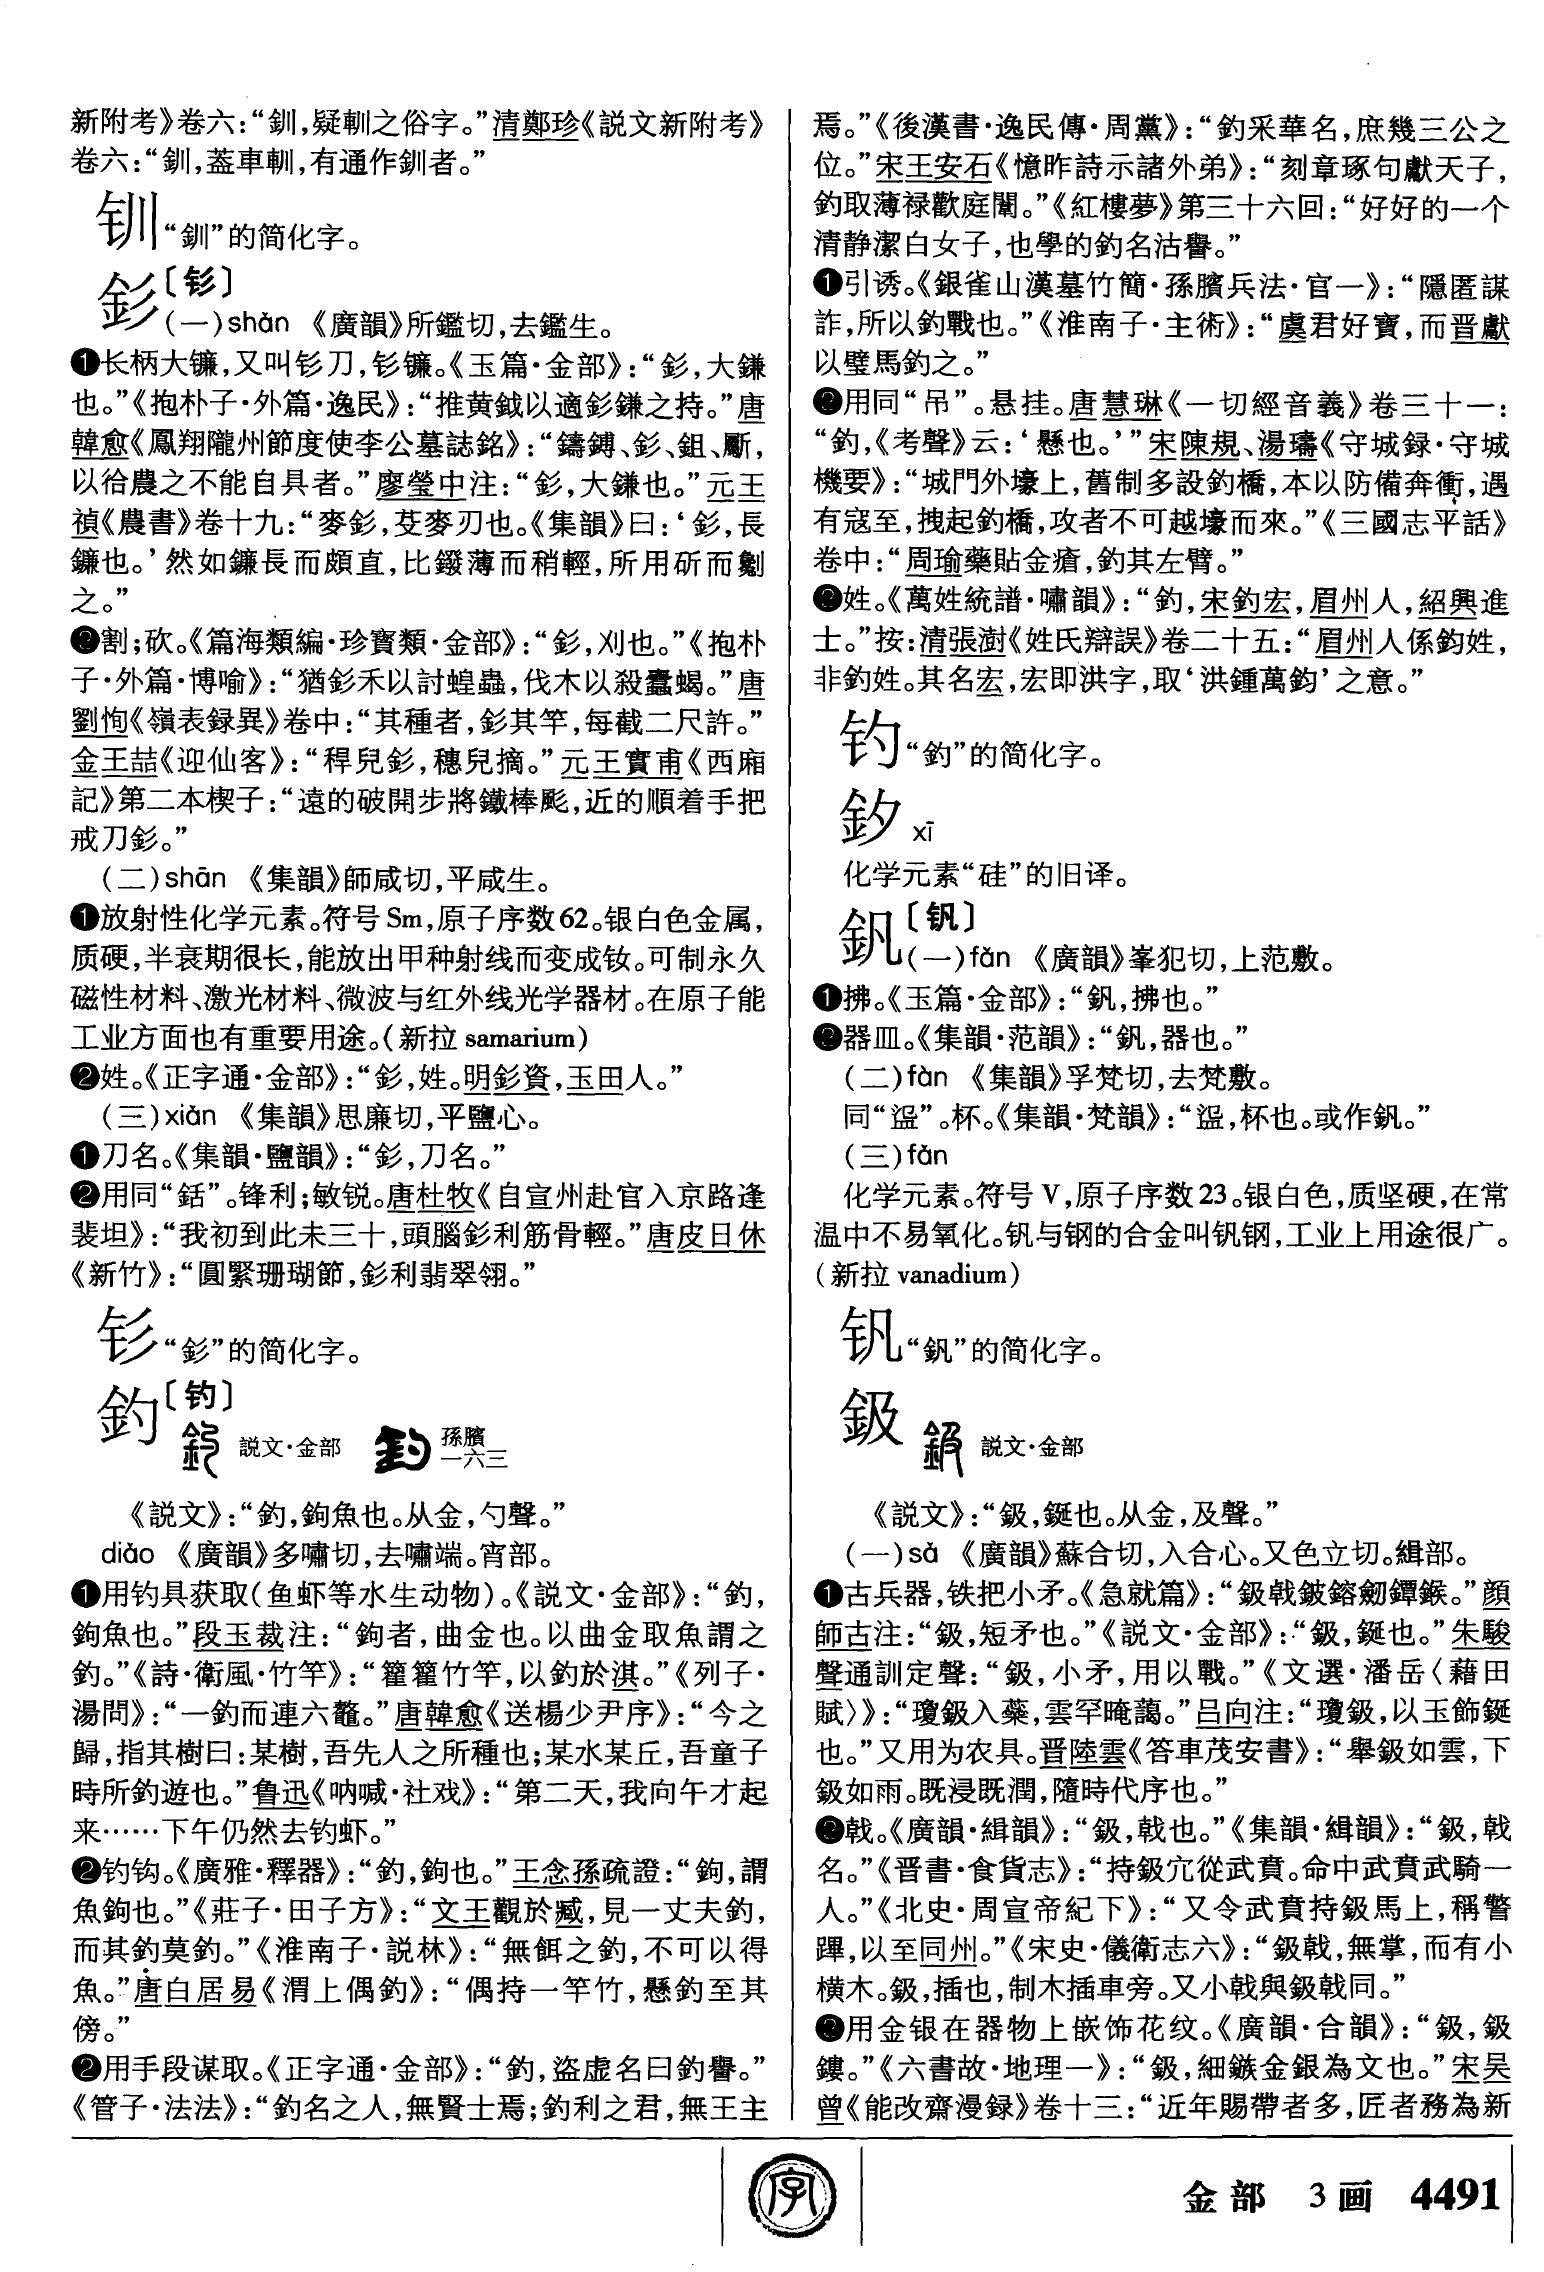 新附考》卷六：“釧，疑䡅之俗字。”清鄭珍《説文新附考》
卷六：“釧，葢車䡅，有通作釧者。”
钏“釧”的简化字。
釤〔钐〕
(一)shàn 《廣韻》所鑑切，去鑑生。
❶长柄大镰，又叫钐刀，钐镰。《玉篇·金部》：“釤，大鎌
也。”《抱朴子·外篇·逸民》：“推黄鉞以適釤鎌之持。”唐
韓愈《鳳翔隴州節度使李公墓誌銘》：“鑄鎛、釤、鉏、斸，
以給農之不能自具者。”廖瑩中注：“釤，大鎌也。”元王
禎《農書》卷十九：“麥釤，芟麥刃也。《集韻》曰：‘釤，長
鐮也。’然如鐮長而頗直，比鏺薄而稍輕，所用斫而劖
之。”
❷割；砍。《篇海類編·珍寶類·金部》：“釤，刈也。”《抱朴
子·外篇·博喻》：“猶釤禾以討蝗蟲，伐木以殺蠹蝎。”唐
劉恂《嶺表録異》卷中：“其種者，釤其竿，每截二尺許。”
金王喆《迎仙客》：“稈兒釤，穗兒摘。”元王實甫《西廂
記》第二本楔子：“遠的破開步將鐵棒颩，近的順着手把
戒刀釤。”
(二)shān 《集韻》師咸切，平咸生。
❶放射性化学元素。符号 Sm，原子序数 62。银白色金属，
质硬，半衰期很长，能放出甲种射线而变成钕。可制永久
磁性材料、激光材料、微波与红外线光学器材。在原子能
工业方面也有重要用途。（新拉 samarium）
❷姓。《正字通·金部》：“釤，姓。明釤資，玉田人。”
(三)xiān 《集韻》思廉切，平鹽心。
❶刀名。《集韻·鹽韻》：“釤，刀名。”
❷用同“銛”。锋利；敏锐。唐杜牧《自宣州赴官入京路逢
裴坦》：“我初到此未三十，頭腦釤利筋骨輕。”唐皮日休
《新竹》：“圓緊珊瑚節，釤利翡翠翎。”
钐“釤”的简化字。
釣〔钓〕
説文·金部 孫臏一六三
《説文》：“釣，鉤魚也。从金，勺聲。”
diào 《廣韻》多嘯切，去嘯端。宵部。
❶用钓具获取（鱼虾等水生动物）。《説文·金部》：“釣，
鉤魚也。”段玉裁注：“鉤者，曲金也。以曲金取魚謂之
釣。”《詩·衛風·竹竿》：“籊籊竹竿，以釣於淇。”《列子·
湯問》：“一釣而連六鼇。”唐韓愈《送楊少尹序》：“今之
歸，指其樹曰：某樹，吾先人之所種也；某水某丘，吾童子
時所釣遊也。”鲁迅《呐喊·社戏》：“第二天，我向午才起
来……下午仍然去钓虾。”
❷钓钩。《廣雅·釋器》：“釣，鉤也。”王念孫疏證：“鉤，謂
魚鉤也。”《莊子·田子方》：“文王觀於臧，見一丈夫釣，
而其釣莫釣。”《淮南子·説林》：“無餌之釣，不可以得
魚。”唐白居易《渭上偶釣》：“偶持一竿竹，懸釣至其
傍。”
❷用手段谋取。《正字通·金部》：“釣，盜虚名曰釣譽。”
《管子·法法》：“釣名之人，無賢士焉；釣利之君，無王主
焉。”《後漢書·逸民傳·周黨》：“釣采華名，庶幾三公之
位。”宋王安石《憶昨詩示諸外弟》：“刻章琢句獻天子，
釣取薄禄歡庭闈。”《紅樓夢》第三十六回：“好好的一个
清静潔白女子，也學的釣名沽譽。”
❶引诱。《銀雀山漢墓竹簡·孫臏兵法·官一》：“隱匿謀
詐，所以釣戰也。”《淮南子·主術》：“虞君好寶，而晋獻
以璧馬釣之。”
❷用同“吊”。悬挂。唐慧琳《一切經音義》卷三十一：
“釣，《考聲》云：‘懸也。’”宋陳規、湯璹《守城録·守城
機要》：“城門外壕上，舊制多設釣橋，本以防備奔衝，遇
有寇至，拽起釣橋，攻者不可越壕而來。”《三國志平話》
卷中：“周瑜藥貼金瘡，釣其左臂。”
❷姓。《萬姓統譜·嘯韻》：“釣，宋釣宏，眉州人，紹興進
士。”按：清張澍《姓氏辯誤》卷二十五：“眉州人係鈞姓，
非釣姓。其名宏，宏即洪字，取‘洪鍾萬鈞’之意。”
钓“釣”的简化字。
釸 xī
化学元素“硅”的旧译。
釩〔钒〕
(一)fǎn 《廣韻》峯犯切，上范敷。
❶拂。《玉篇·金部》：“釩，拂也。”
❷器皿。《集韻·范韻》：“釩，器也。”
(二)fàn 《集韻》孚梵切，去梵敷。
同“𥁒”。杯。《集韻·梵韻》：“𥁒，杯也。或作釩。”
(三)fán
化学元素。符号 V，原子序数 23。银白色，质坚硬，在常
温中不易氧化。钒与钢的合金叫钒钢，工业上用途很广。
（新拉 vanadium）
钒“釩”的简化字。
鈒
説文·金部
《説文》：“鈒，鋋也。从金，及聲。”
(一)sà 《廣韻》蘇合切，入合心。又色立切。緝部。
❶古兵器，铁把小矛。《急就篇》：“鈒戟鈹鎔劒鐔鍭。”顔
師古注：“鈒，短矛也。”《説文·金部》：“鈒，鋋也。”朱駿
聲通訓定聲：“鈒，小矛，用以戰。”《文選·潘岳〈藉田
賦〉》：“瓊鈒入蘂，雲罕晻藹。”吕向注：“瓊鈒，以玉飾鋋
也。”又用为农具。晋陸雲《答車茂安書》：“舉鈒如雲，下
鈒如雨。既浸既潤，隨時代序也。”
❷戟。《廣韻·緝韻》：“鈒，戟也。”《集韻·緝韻》：“鈒，戟
名。”《晋書·食貨志》：“持鈒宂從武賁。命中武賁武騎一
人。”《北史·周宣帝紀下》：“又令武賁持鈒馬上，稱警
蹕，以至同州。”《宋史·儀衛志六》：“鈒戟，無掌，而有小
横木。鈒，插也，制木插車旁。又小戟與鈒戟同。”
❷用金银在器物上嵌饰花纹。《廣韻·合韻》：“鈒，鈒
鏤。”《六書故·地理一》：“鈒，細鏃金銀為文也。”宋吴
曾《能改齋漫録》卷十三：“近年賜帶者多，匠者務為新
字
金部 3画 4491